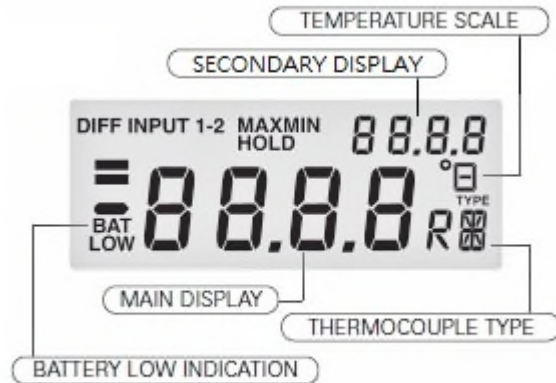 TEMPERATURE SCALE
SECONDARY DISPLAY
DIFF INPUT 1-2 MAXMIN 88.8.8
HOLD
°8
BAT
LOW
88.8.8
TYPE
R
MAIN DISPLAY
THERMOCOUPLE TYPE
BATTERY LOW INDICATION